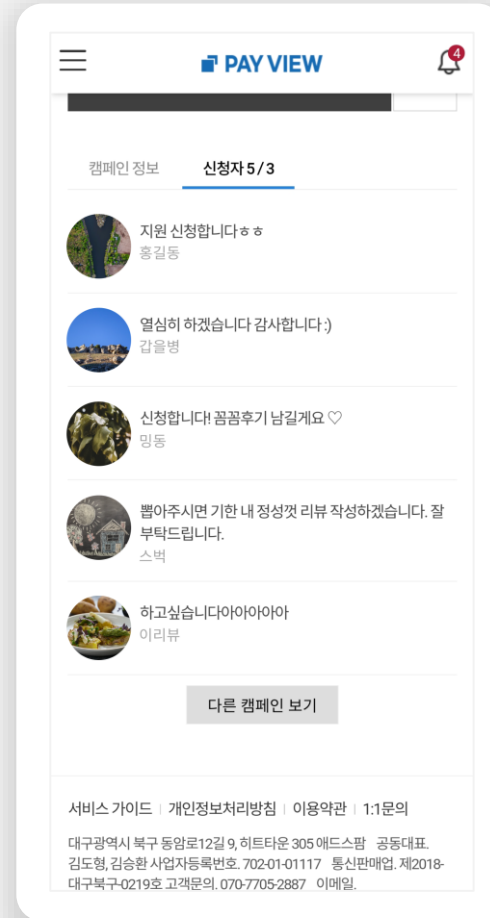 PAY VIEW
4
캠페인 정보
신청자 5 / 3
지원 신청합니다ㅎㅎ
홍길동
열심히 하겠습니다 감사합니다 :)
갑을병
신청합니다! 꼼꼼후기 남길게요 ♡
밍동
뽑아주시면 기한 내 정성껏 리뷰 작성하겠습니다. 잘
부탁드립니다.
스벅
하고싶습니다아아아아아
이리뷰
다른 캠페인 보기
서비스 가이드 | 개인정보처리방침 | 이용약관 | 1:1문의
대구광역시 북구 동암로12길 9, 히트타운 305 애드스팜 공동대표.
김도형, 김승환 사업자등록번호. 702-01-01117 통신판매업. 제2018-
대구북구-0219호 고객문의. 070-7705-2887 이메일.